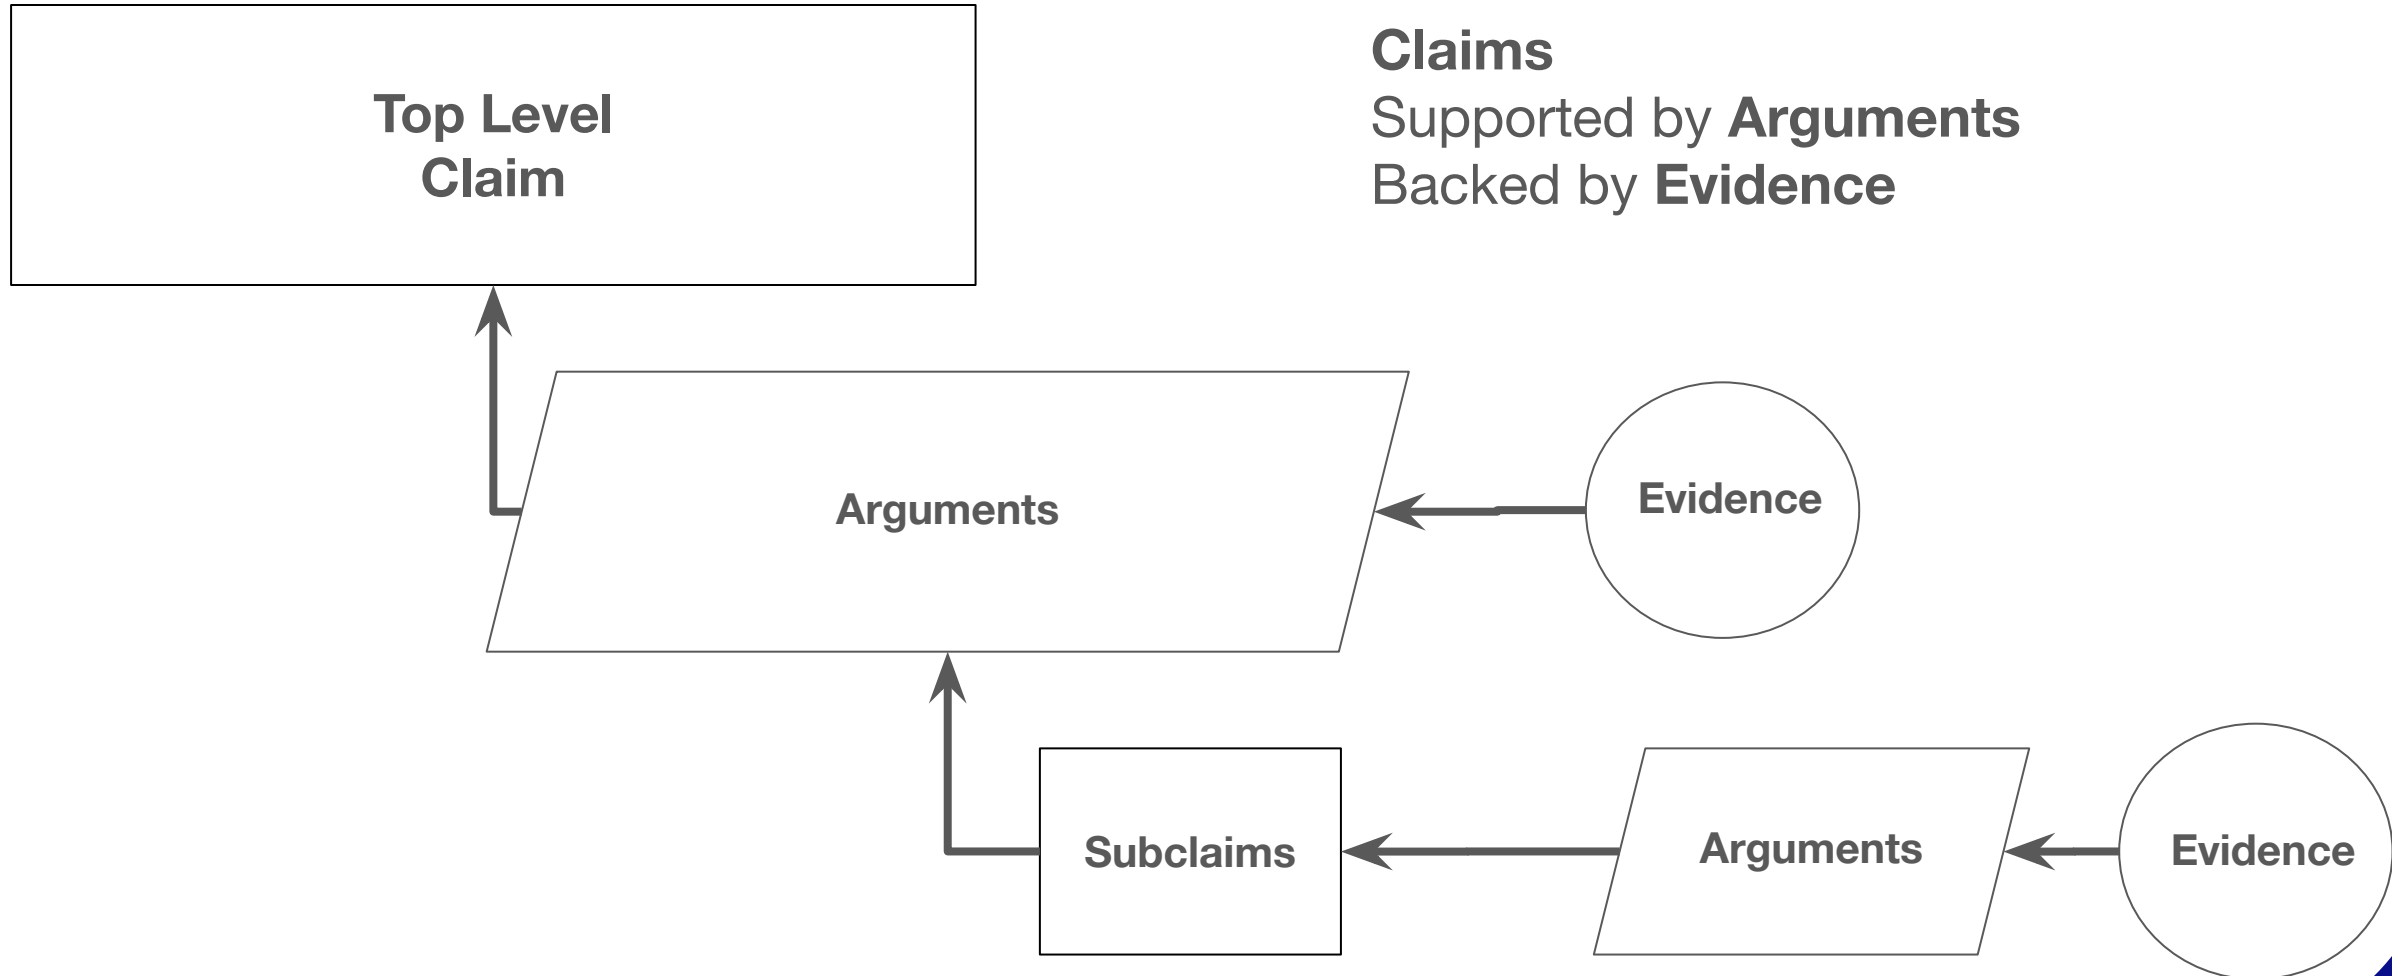 Top Level
Claim
Claims
Supported by Arguments
Backed by Evidence
Arguments
Evidence
Subclaims
Arguments
Evidence